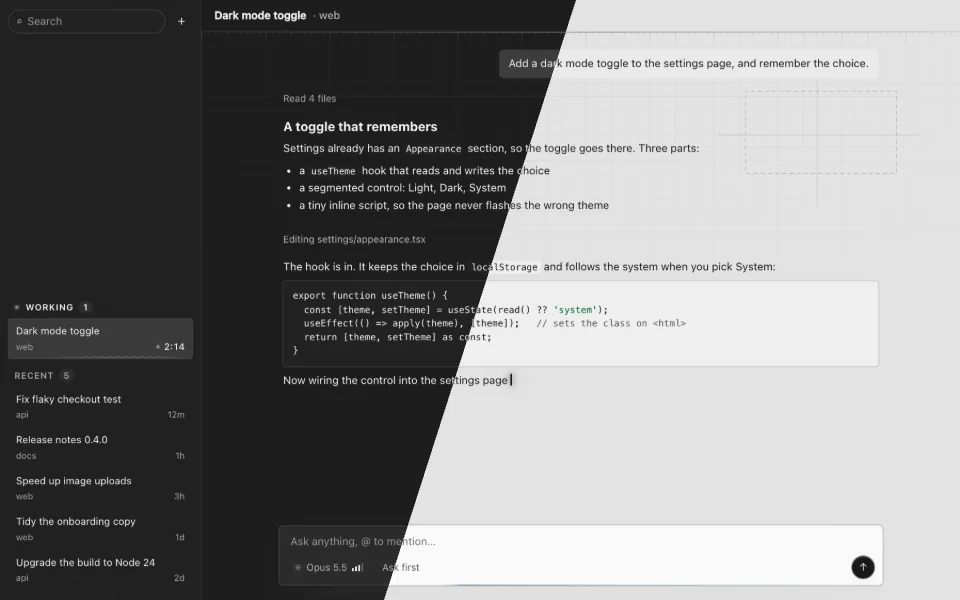 Search
+
WORKING 1
Dark mode toggle
web
2:14
RECENT 5
Fix flaky checkout test
api
12m
Release notes 0.4.0
docs
1h
Speed up image uploads
web
3h
Tidy the onboarding copy
web
1d
Upgrade the build to Node 24
api
2d
Dark mode toggle · web
Add a dark mode toggle to the settings page, and remember the choice.
Read 4 files
A toggle that remembers
Settings already has an Appearance section, so the toggle goes there. Three parts:
• a useTheme hook that reads and writes the choice
• a segmented control: Light, Dark, System
• a tiny inline script, so the page never flashes the wrong theme
Editing settings/appearance.tsx
The hook is in. It keeps the choice in localStorage and follows the system when you pick System:
export function useTheme() {
  const [theme, setTheme] = useState(read() ?? 'system');
  useEffect(() => apply(theme), [theme]);   // sets the class on <html>
  return [theme, setTheme] as const;
}
Now wiring the control into the settings page
Ask anything, @ to mention…
Opus 5.5
Ask first